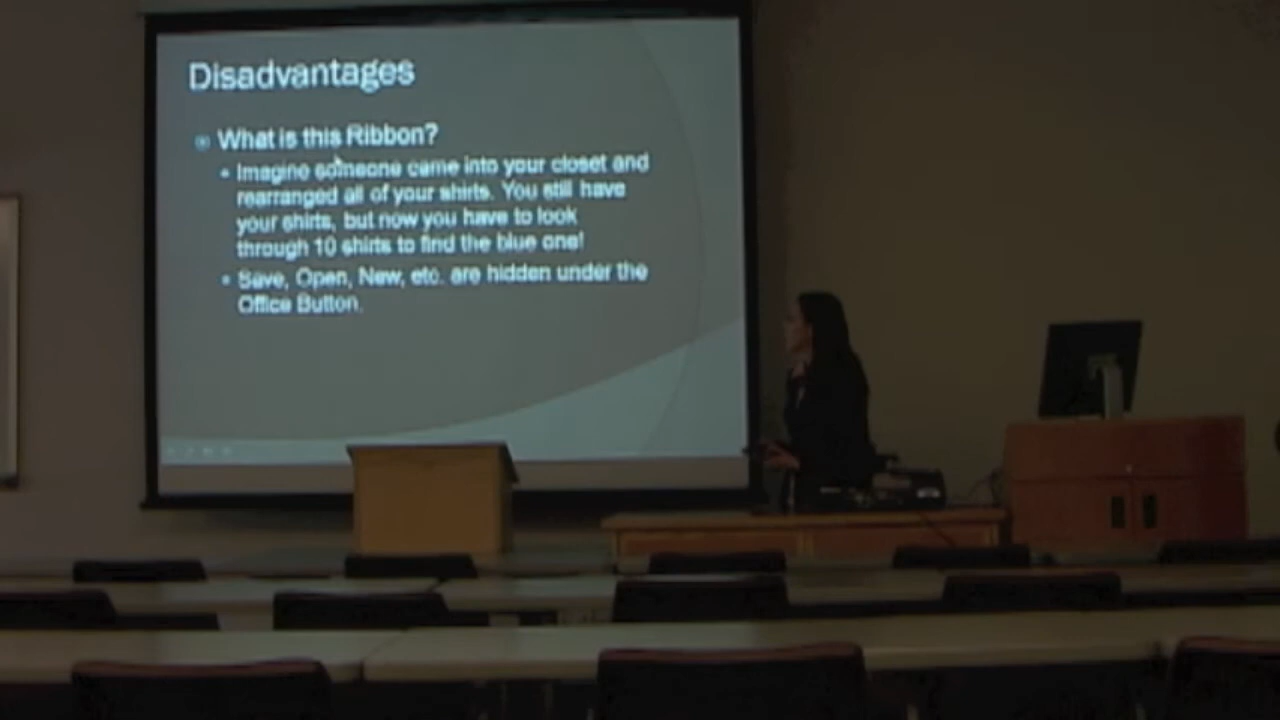 Disadvantages
What is this Ribbon?
Imagine someone came into your closet and
rearranged all of your shirts. You still have
your shirts, but now you have to look
through 10 shirts to find the blue one!
Save, Open, New, etc. are hidden under the
Office Button.